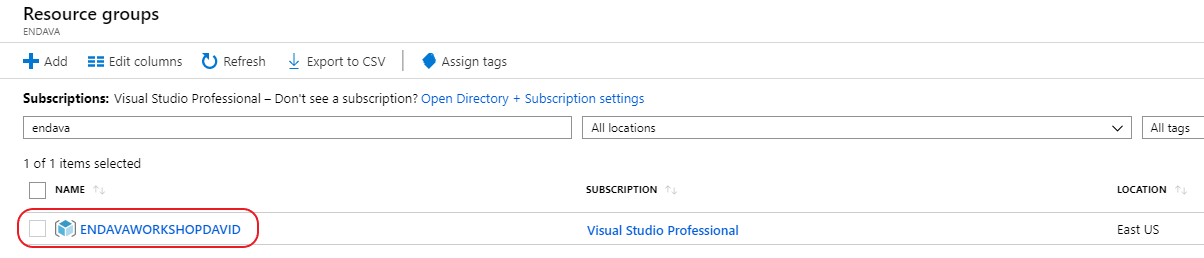 Resource groups
ENDAVA
Add Edit columns Refresh Export to CSV Assign tags
Subscriptions: Visual Studio Professional – Don't see a subscription? Open Directory + Subscription settings
endava All locations All tags
1 of 1 items selected
NAME SUBSCRIPTION LOCATION
ENDAVAWORKSHOPDAVID Visual Studio Professional East US